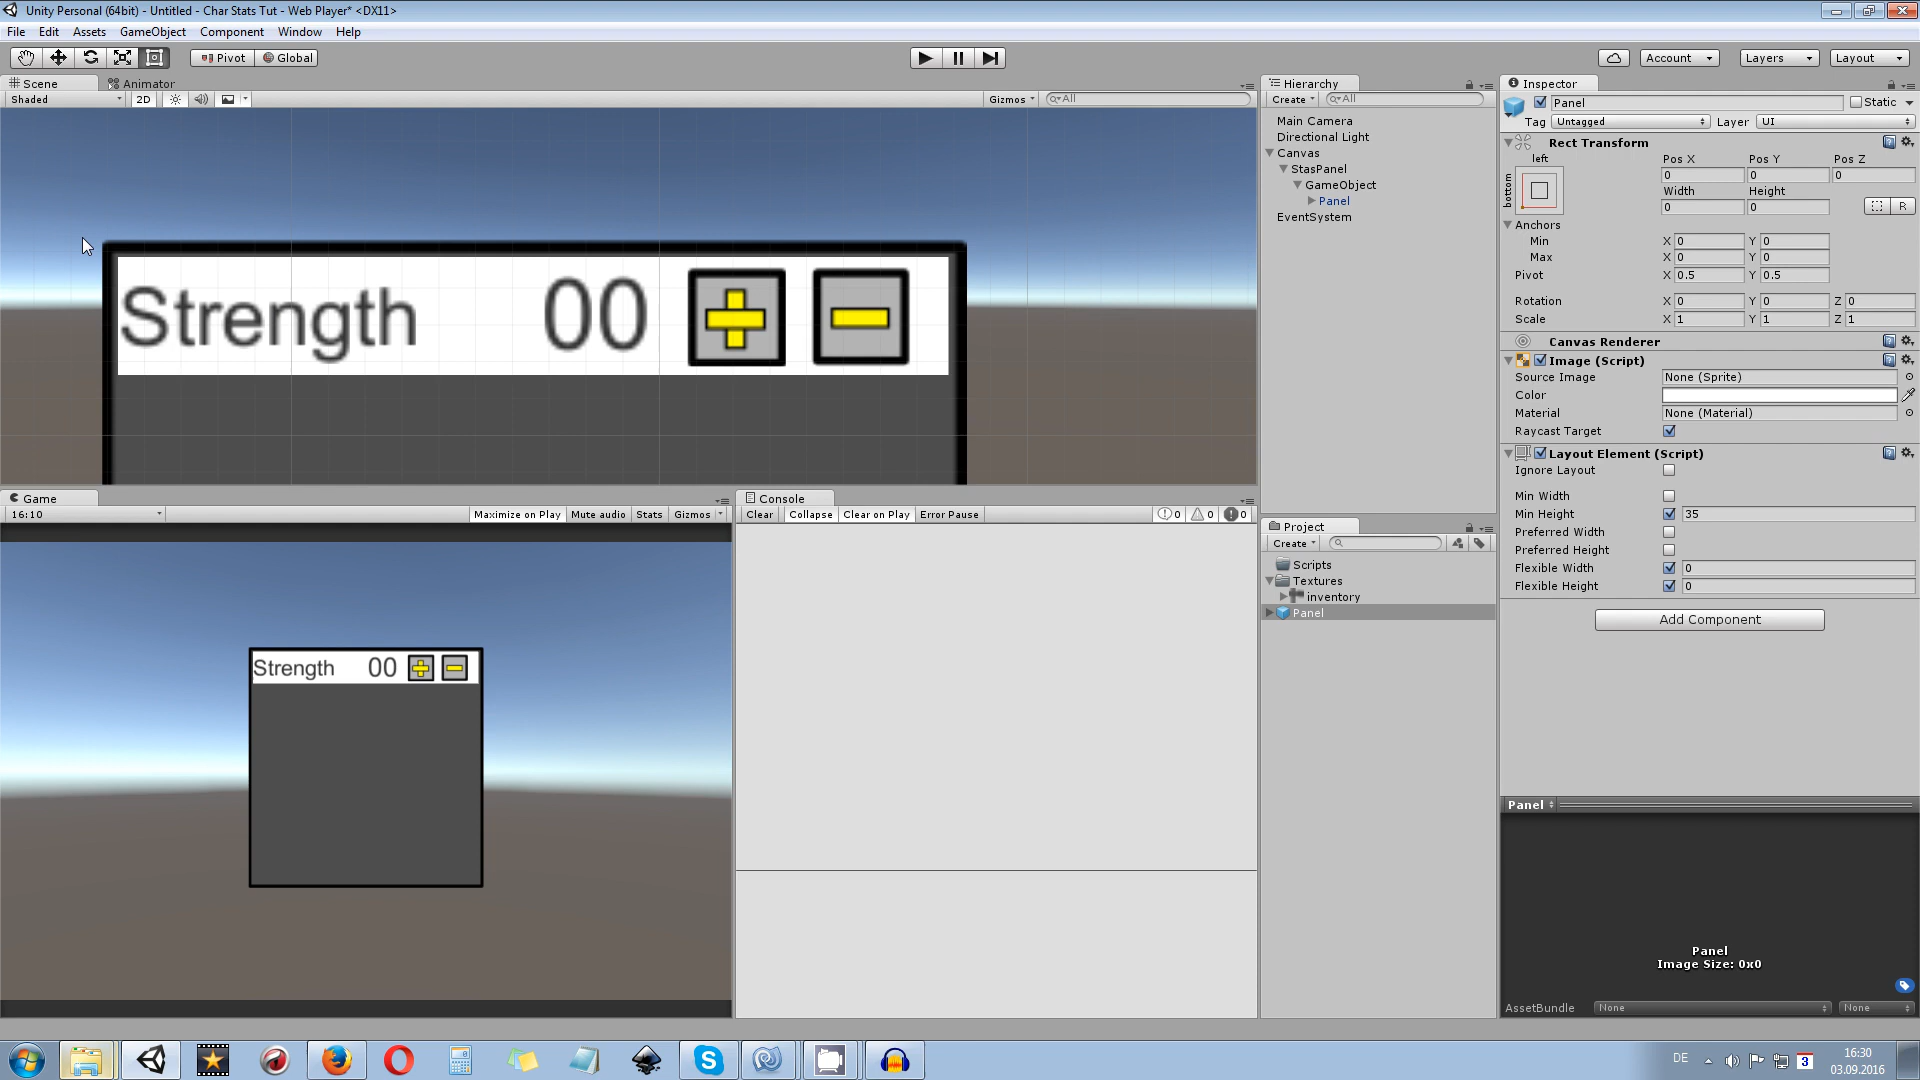 Unity Personal (64bit) - Untitled - Char Stats Tut - Web Player* <DX11>
File Edit Assets GameObject Component Window Help
Pivot Global Account Layers Layout
Scene Animator
Shaded 2D Gizmos All
Strength 00
Hierarchy
Create All
Main Camera
Directional Light
Canvas
StasPanel
GameObject
Panel
EventSystem
Inspector
Panel Static
Tag Untagged Layer UI
Rect Transform
left
bottom
Pos X Pos Y Pos Z
0 0 0
Width Height
0 0 R
Anchors
Min X 0 Y 0
Max X 0 Y 0
Pivot X 0.5 Y 0.5
Rotation X 0 Y 0 Z 0
Scale X 1 Y 1 Z 1
Canvas Renderer
Image (Script)
Source Image None (Sprite)
Color
Material None (Material)
Raycast Target
Layout Element (Script)
Ignore Layout
Min Width
Min Height 35
Preferred Width
Preferred Height
Flexible Width 0
Flexible Height 0
Add Component
Game
16:10 Maximize on Play Mute audio Stats Gizmos
Strength 00
Console
Clear Collapse Clear on Play Error Pause 0 0 0
Project
Create
Scripts
Textures
inventory
Panel
Panel
Panel
Image Size: 0x0
AssetBundle None None
DE 3 16:30
03.09.2016